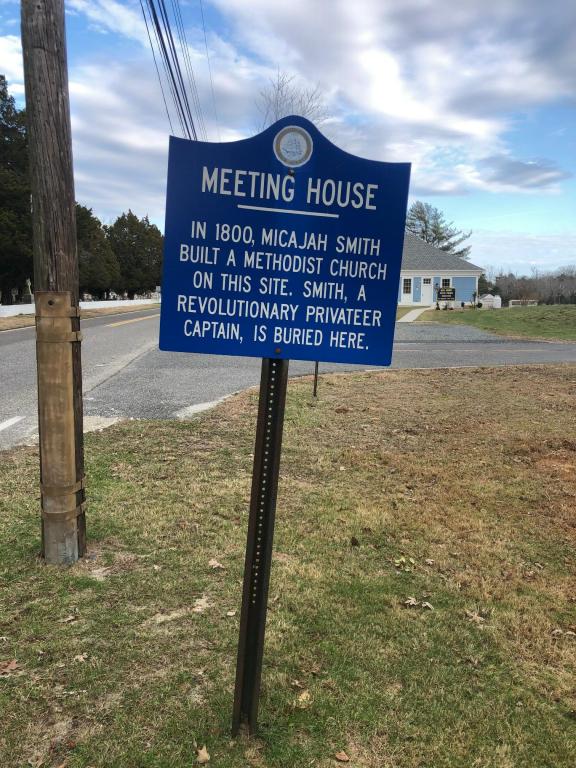 MEETING HOUSE
IN 1800, MICAJAH SMITH
BUILT A METHODIST CHURCH
ON THIS SITE. SMITH, A
REVOLUTIONARY PRIVATEER
CAPTAIN, IS BURIED HERE.